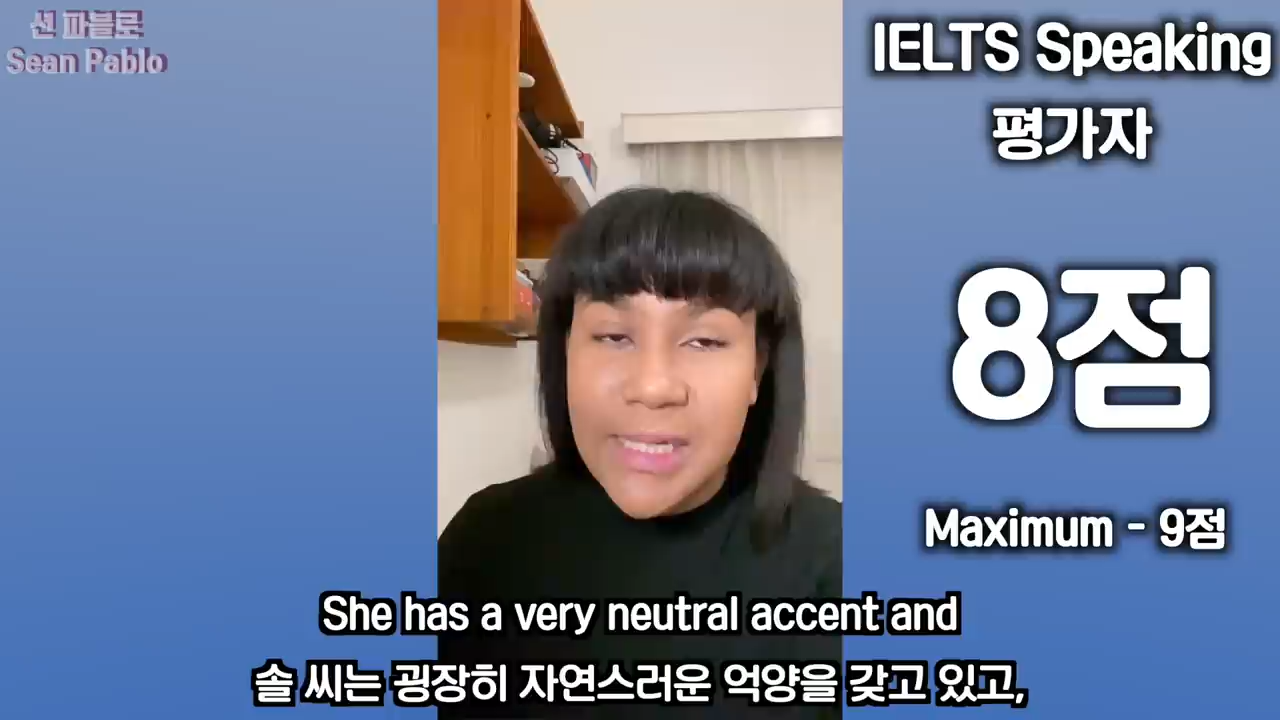 션 파블로
Sean Pablo
IELTS Speaking
평가자
8점
Maximum - 9점
She has a very neutral accent and
솔 씨는 굉장히 자연스러운 억양을 갖고 있고,